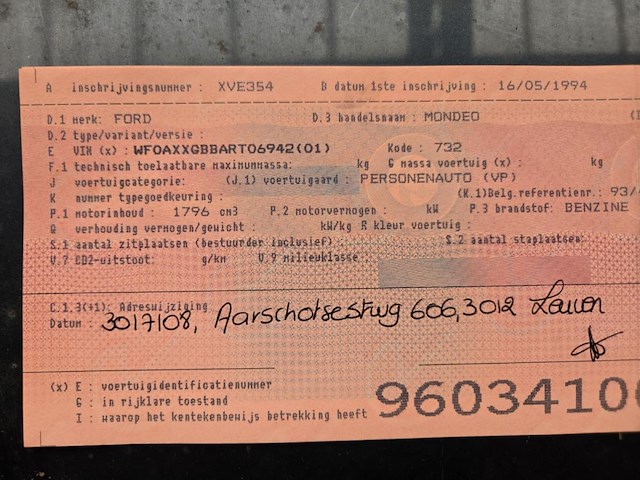 A inschrijvingsnummer : XVE354 B datum 1ste inschrijving : 16/05/1994
D.1 merk: FORD D.3 handelsnaam : MONDEO (I
D.2 type/variant/versie :
E VIN (x) : WF0AXXGBBART06942(01) Kode : 732
F.1 technisch toelaatbare maximummassa: kg G massa voertuig (x) : kg
J voertuigcategorie: (J.1) voertuigaard : PERSONENAUTO (VP)
K nummer typegoedkeuring : (K.1)Belg.referentienr.: 93/
P.1 motorinhoud : 1796 cm3 P.2 motorvermogen : kW P.3 brandstof: BENZINE
Q verhouding vermogen/gewicht : kW/kg R kleur voertuig :
S.1 aantal zitplaatsen (bestuurder inclusief) : S.2 aantal staplaatsen:
V.7 CO2-uitstoot: g/km V.9 milieuklasse :
C.1.3(+1): Adreswijziging
Datum : 30/7/08, Aarschotsestwg 606, 3012 Leuven
(x) E : voertuigidentificatienummer
G : in rijklare toestand
I : waarop het kentekenbewijs betrekking heeft
96034100